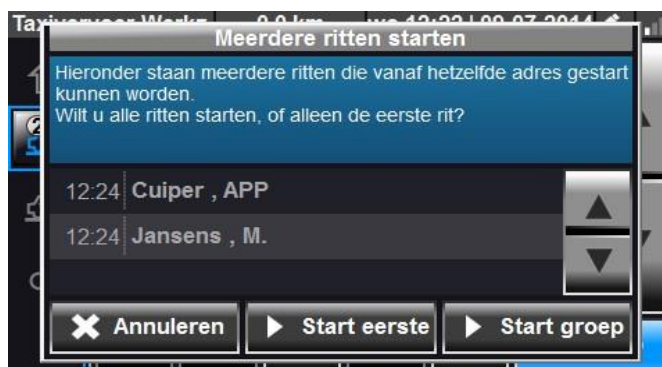 Meerdere ritten starten
Hieronder staan meerdere ritten die vanaf hetzelfde adres gestart
kunnen worden.
Wilt u alle ritten starten, of alleen de eerste rit?
12:24 Cuiper , APP
12:24 Jansens , M.
Annuleren Start eerste Start groep